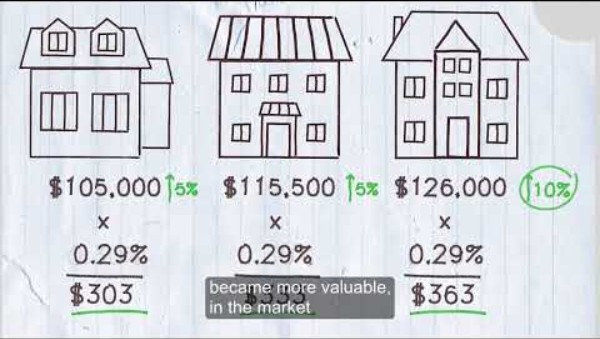 $105,000 ↑5% $115,500 ↑5% $126,000 ↑10%
x x x
0.29% 0.29% 0.29%
$303 $363
became more valuable,
in the market